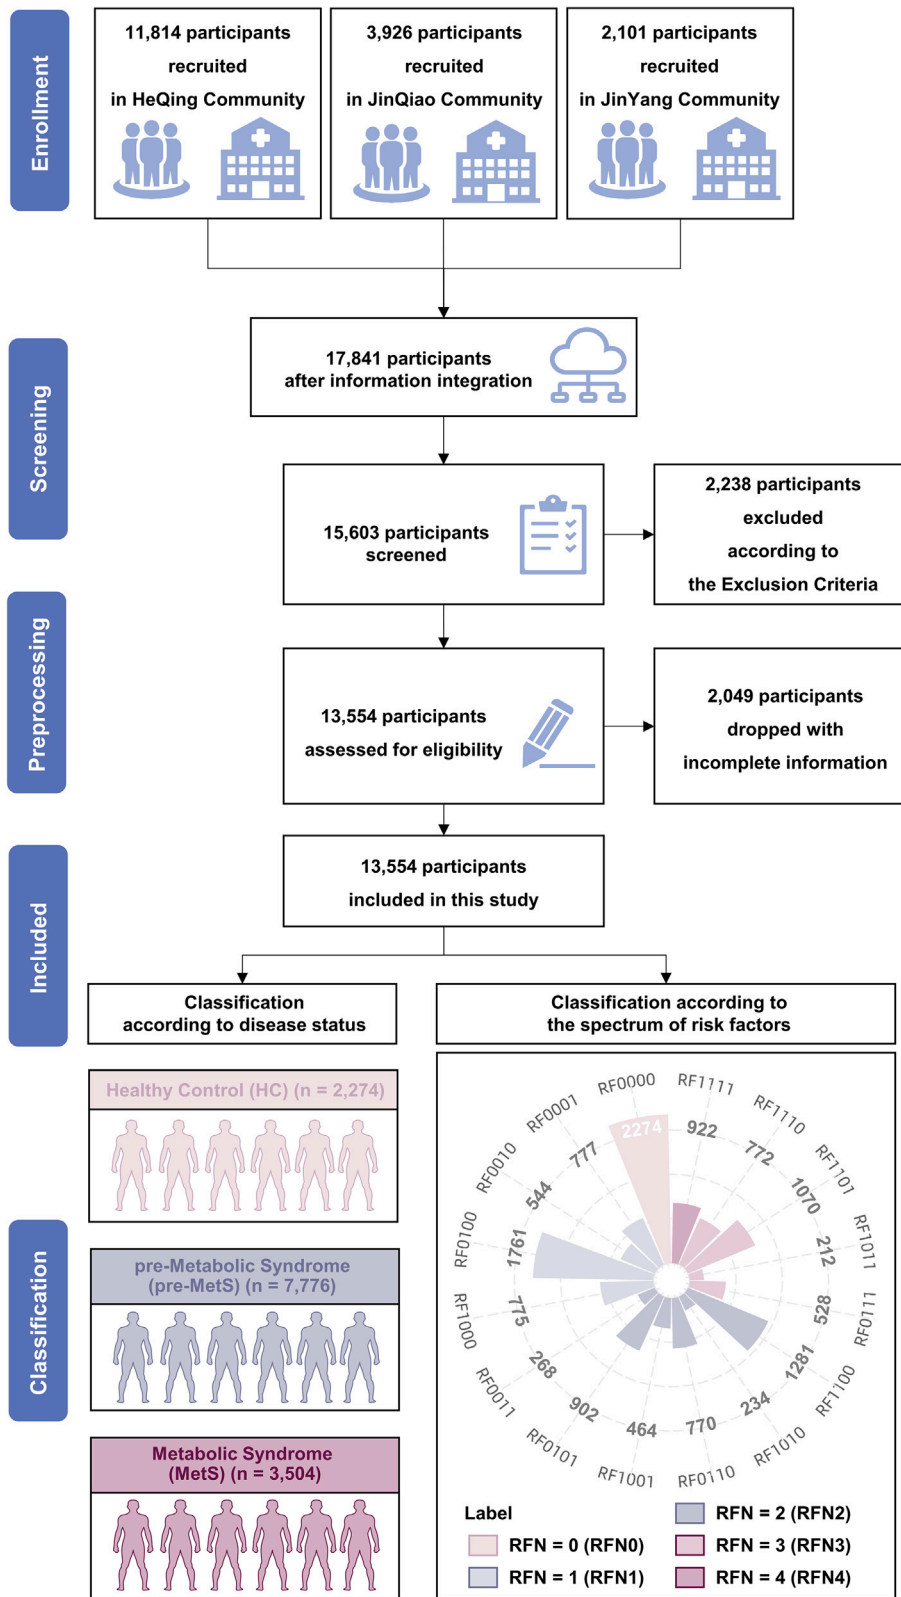 Enrollment
11,814 participants
recruited
in HeQing Community
3,926 participants
recruited
in JinQiao Community
2,101 participants
recruited
in JinYang Community
Screening
17,841 participants
after information integration
15,603 participants
screened
2,238 participants
excluded
according to
the Exclusion Criteria
Preprocessing
13,554 participants
assessed for eligibility
2,049 participants
dropped with
incomplete information
Included
13,554 participants
included in this study
Classification
according to disease status
Classification according to
the spectrum of risk factors
Classification
Healthy Control (HC) (n = 2,274)
pre-Metabolic Syndrome
(pre-MetS) (n = 7,776)
Metabolic Syndrome
(MetS) (n = 3,504)
RF0000
2274
RF1111
922
RF1110
772
RF1101
1070
RF1011
212
RF0111
528
RF1100
1281
RF1010
234
RF0110
770
RF1001
464
RF0101
902
RF0011
268
RF1000
775
RF0100
1761
RF0010
544
RF0001
777
Label
RFN = 0 (RFN0)
RFN = 1 (RFN1)
RFN = 2 (RFN2)
RFN = 3 (RFN3)
RFN = 4 (RFN4)